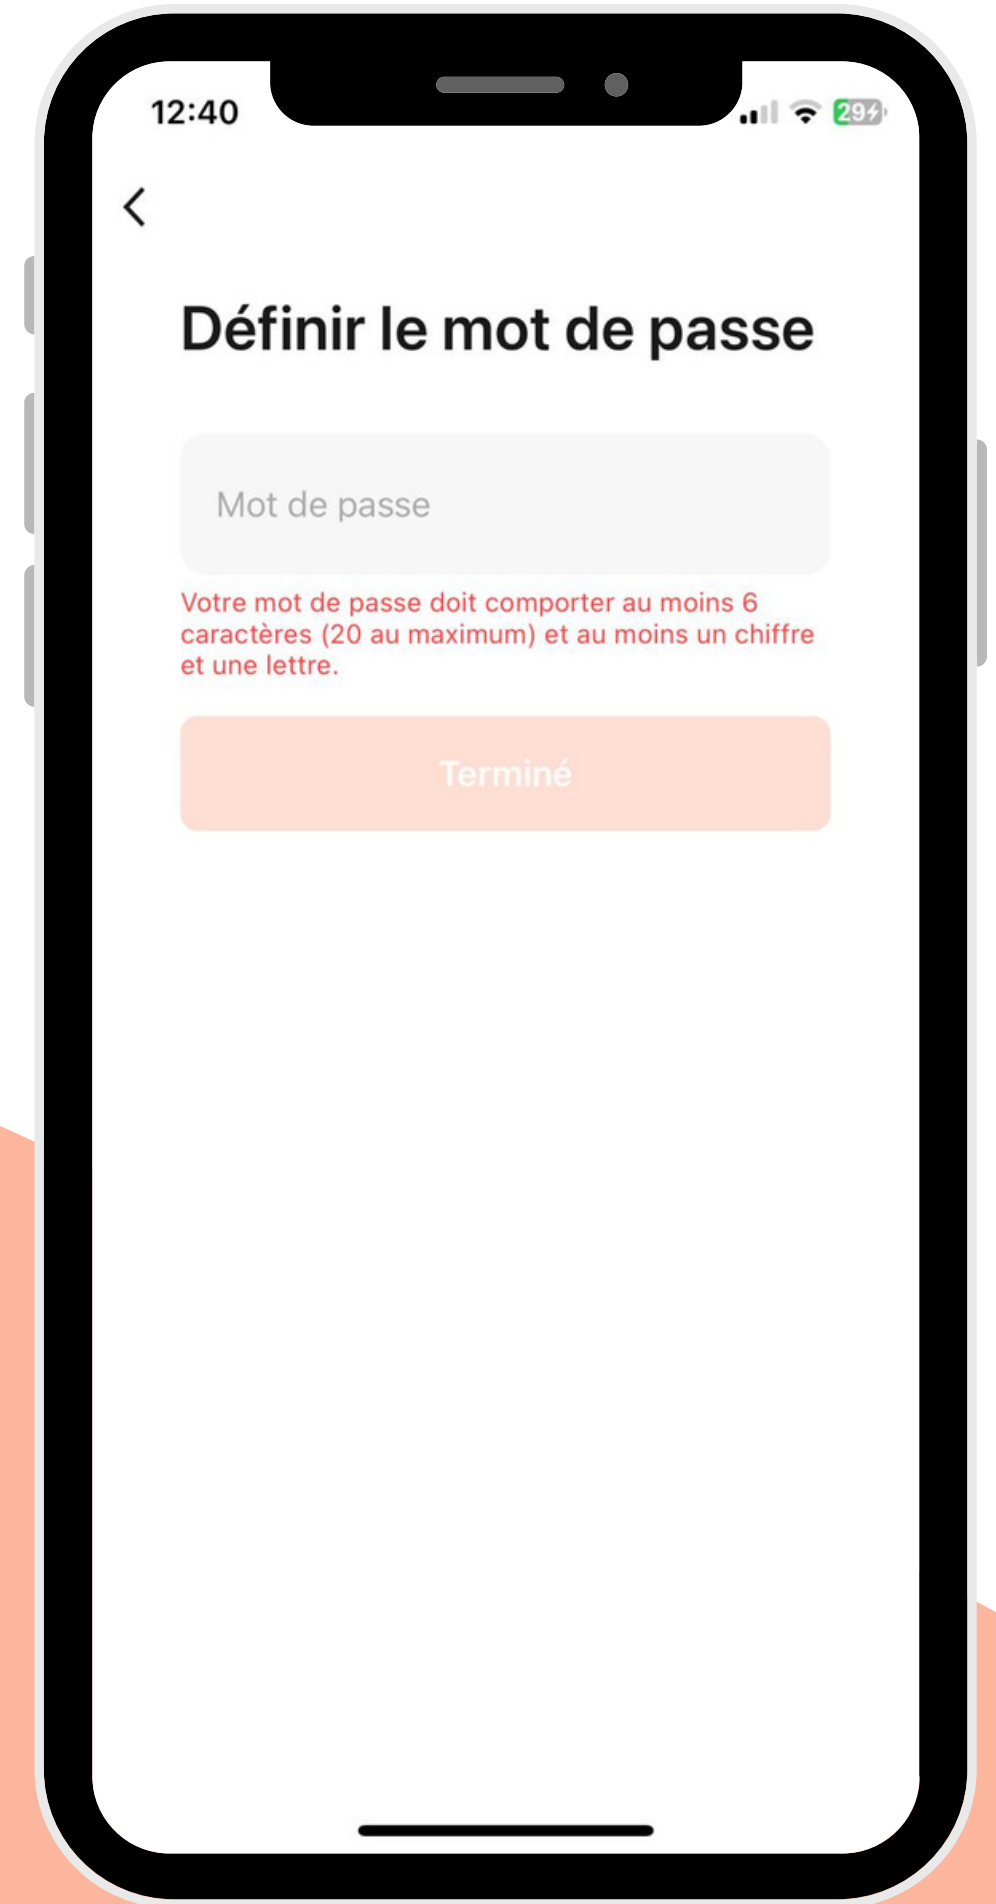 12:40
29
Définir le mot de passe
Mot de passe
Votre mot de passe doit comporter au moins 6
caractères (20 au maximum) et au moins un chiffre
et une lettre.
Terminé